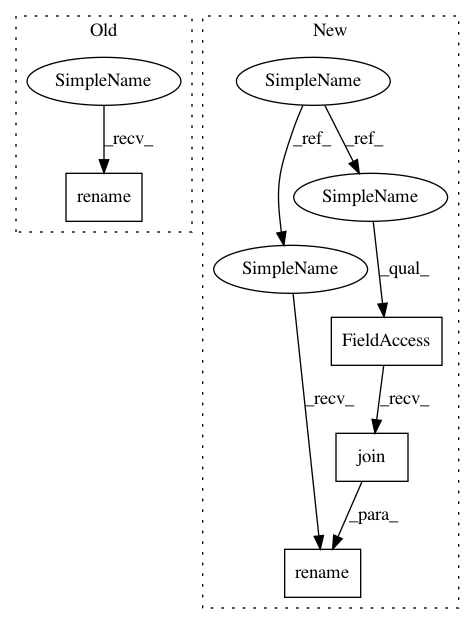 Old
New
SimpleName
SimpleName
_recv_
_ref_
_ref_
rename
SimpleName
SimpleName
_qual_
FieldAccess
_recv_
_recv_
join
_para_
rename